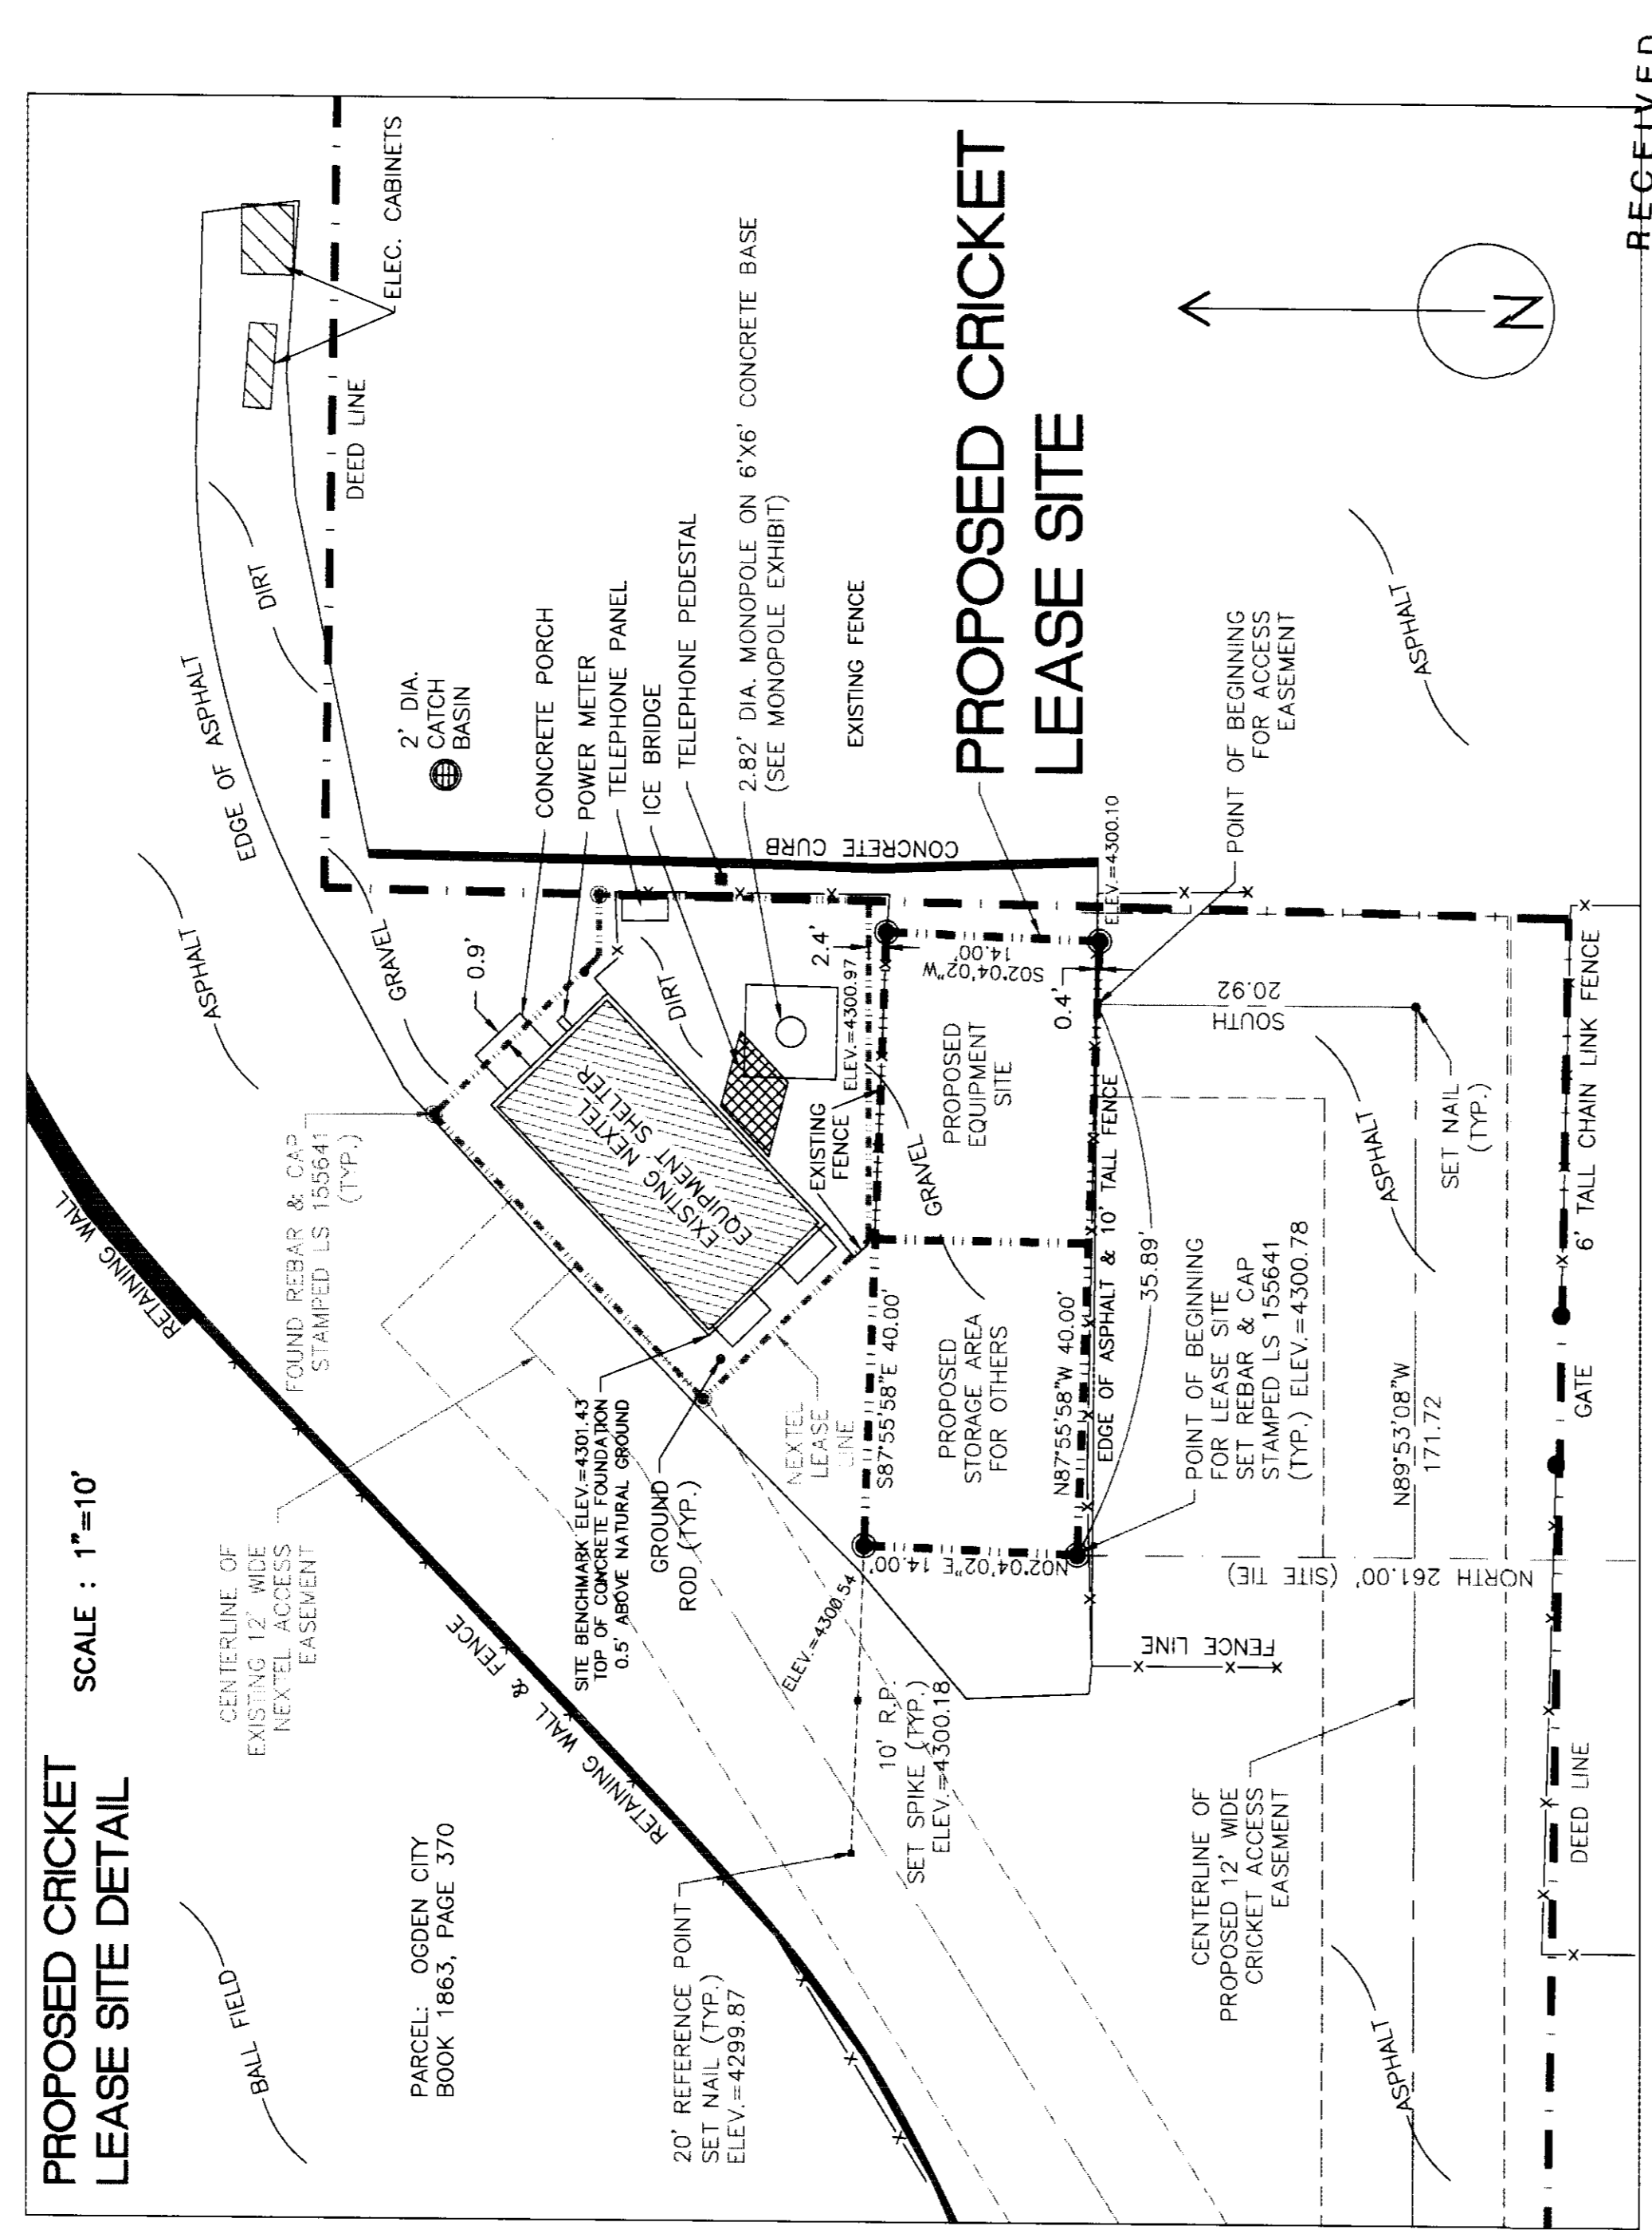 PROPOSED CRICKET
LEASE SITE DETAIL
SCALE : 1"=10'
BALL FIELD
PARCEL: OGDEN CITY
BOOK 1863, PAGE 370
CENTERLINE OF
EXISTING 12' WIDE
NEXTEL ACCESS
EASEMENT
RETAINING WALL
FOUND REBAR & CAP
STAMPED LS 155641
(TYP.)
RETAINING WALL & FENCE
ASPHALT
EDGE OF ASPHALT
DIRT
GRAVEL
DEED LINE
ELEC. CABINETS
2' DIA.
CATCH
BASIN
0.9'
CONCRETE PORCH
POWER METER
TELEPHONE PANEL
ICE BRIDGE
TELEPHONE PEDESTAL
2.82' DIA. MONOPOLE ON 6'X6' CONCRETE BASE
(SEE MONOPOLE EXHIBIT)
EXISTING FENCE
CONCRETE CURB
EXISTING NEXTEL
EQUIPMENT SHELTER
DIRT
SITE BENCHMARK ELEV.=4301.43'
TOP OF CONCRETE FOUNDATION
0.5' ABOVE NATURAL GROUND
GROUND
ROD (TYP.)
NEXTEL
LEASE
LINE
EXISTING
FENCE
ELEV.=4300.97
2.4'
20' REFERENCE POINT
SET NAIL (TYP.)
ELEV.=4299.87
ELEV.=4300.54
10' R.P.
SET SPIKE (TYP.)
ELEV.=4300.18
S87°55'58"E 40.00'
GRAVEL
PROPOSED
STORAGE AREA
FOR OTHERS
PROPOSED
EQUIPMENT
SITE
S02°04'02"W
14.00'
N02°04'02"E 14.00'
N87°55'58"W 40.00'
0.4'
ELEV.=4300.10
PROPOSED CRICKET
LEASE SITE
EDGE OF ASPHALT & 10' TALL FENCE
35.89'
FENCE LINE
POINT OF BEGINNING
FOR LEASE SITE
SET REBAR & CAP
STAMPED LS 155641
(TYP.) ELEV.=4300.78
POINT OF BEGINNING
FOR ACCESS
EASEMENT
SOUTH
20.92
NORTH 261.00' (SITE TIE)
CENTERLINE OF
PROPOSED 12' WIDE
CRICKET ACCESS
EASEMENT
ASPHALT
ASPHALT
ASPHALT
N89°53'08"W
171.72
SET NAIL
(TYP.)
N
DEED LINE
GATE
6' TALL CHAIN LINK FENCE
RECEIVED